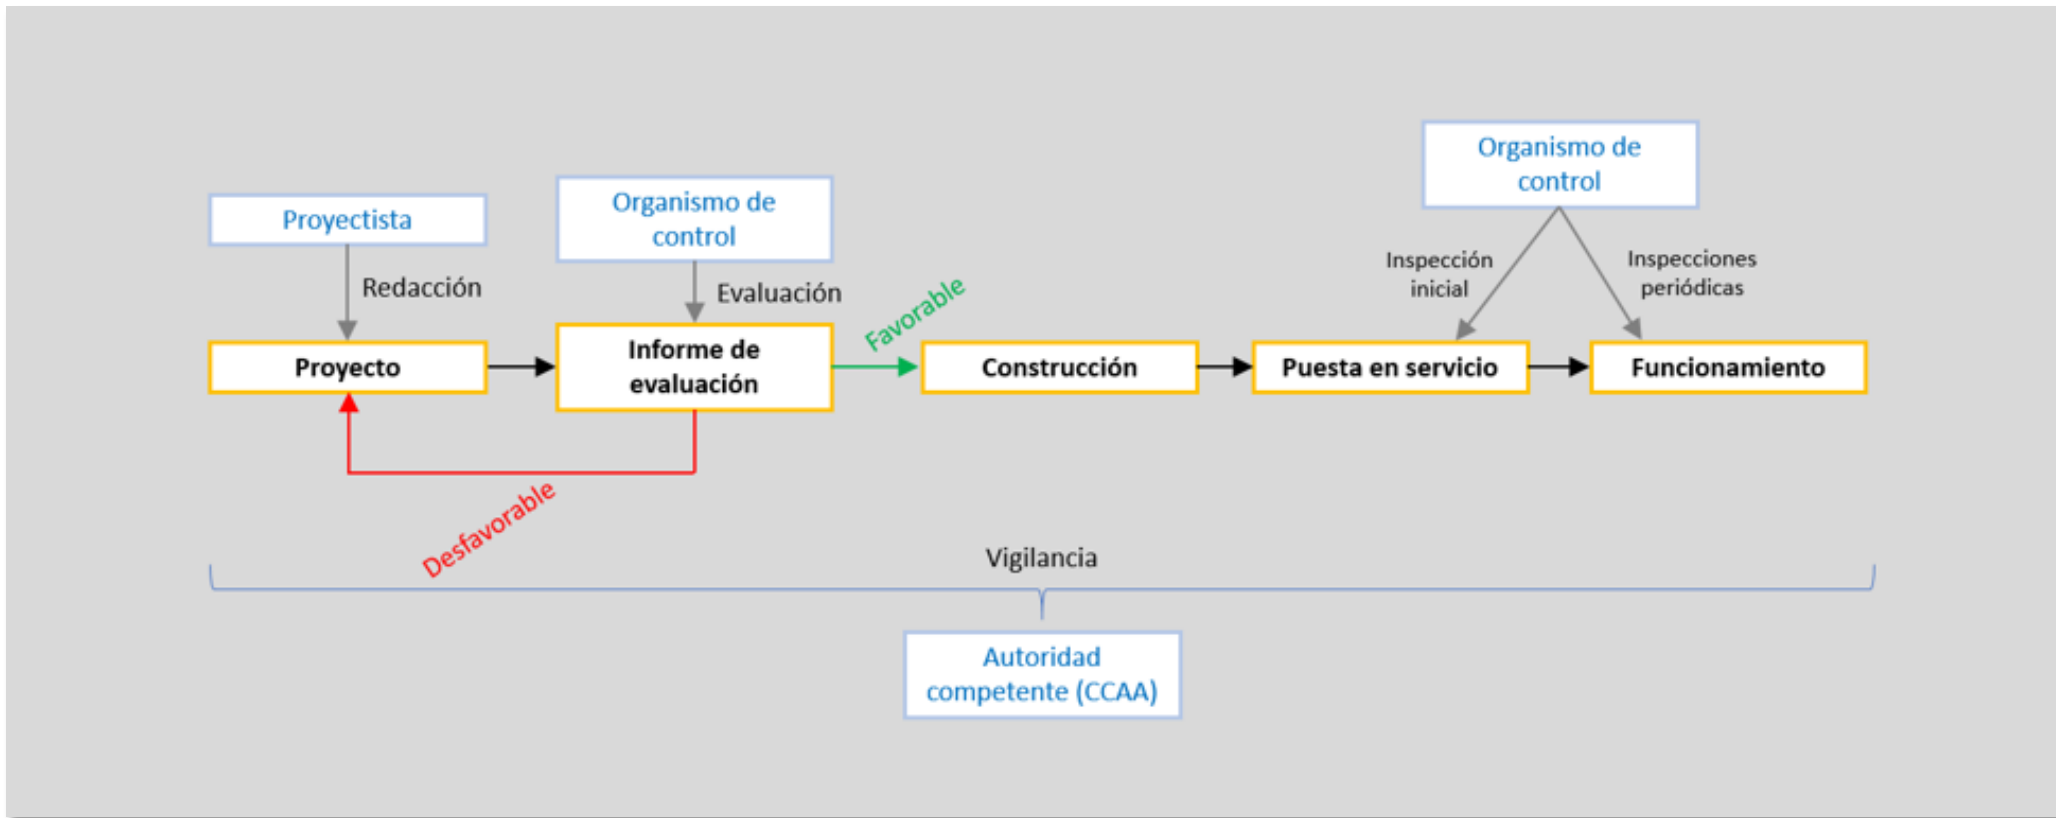 Proyectista
Redacción
Organismo de
control
Evaluación
Organismo de
control
Inspección
inicial
Inspecciones
periódicas
Proyecto
Informe de
evaluación
Favorable
Construcción
Puesta en servicio
Funcionamiento
Desfavorable
Vigilancia
Autoridad
competente (CCAA)